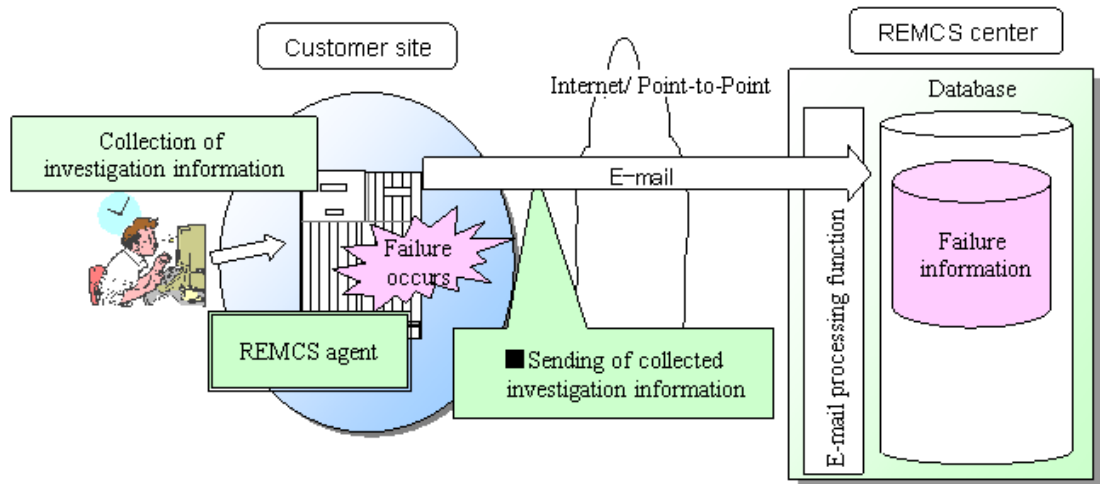 Customer site
REMCS center
Internet/ Point-to-Point
Database
Collection of
investigation information
E-mail
Failure
occurs
Failure
information
REMCS agent
■Sending of collected
investigation information
E-mail processing function